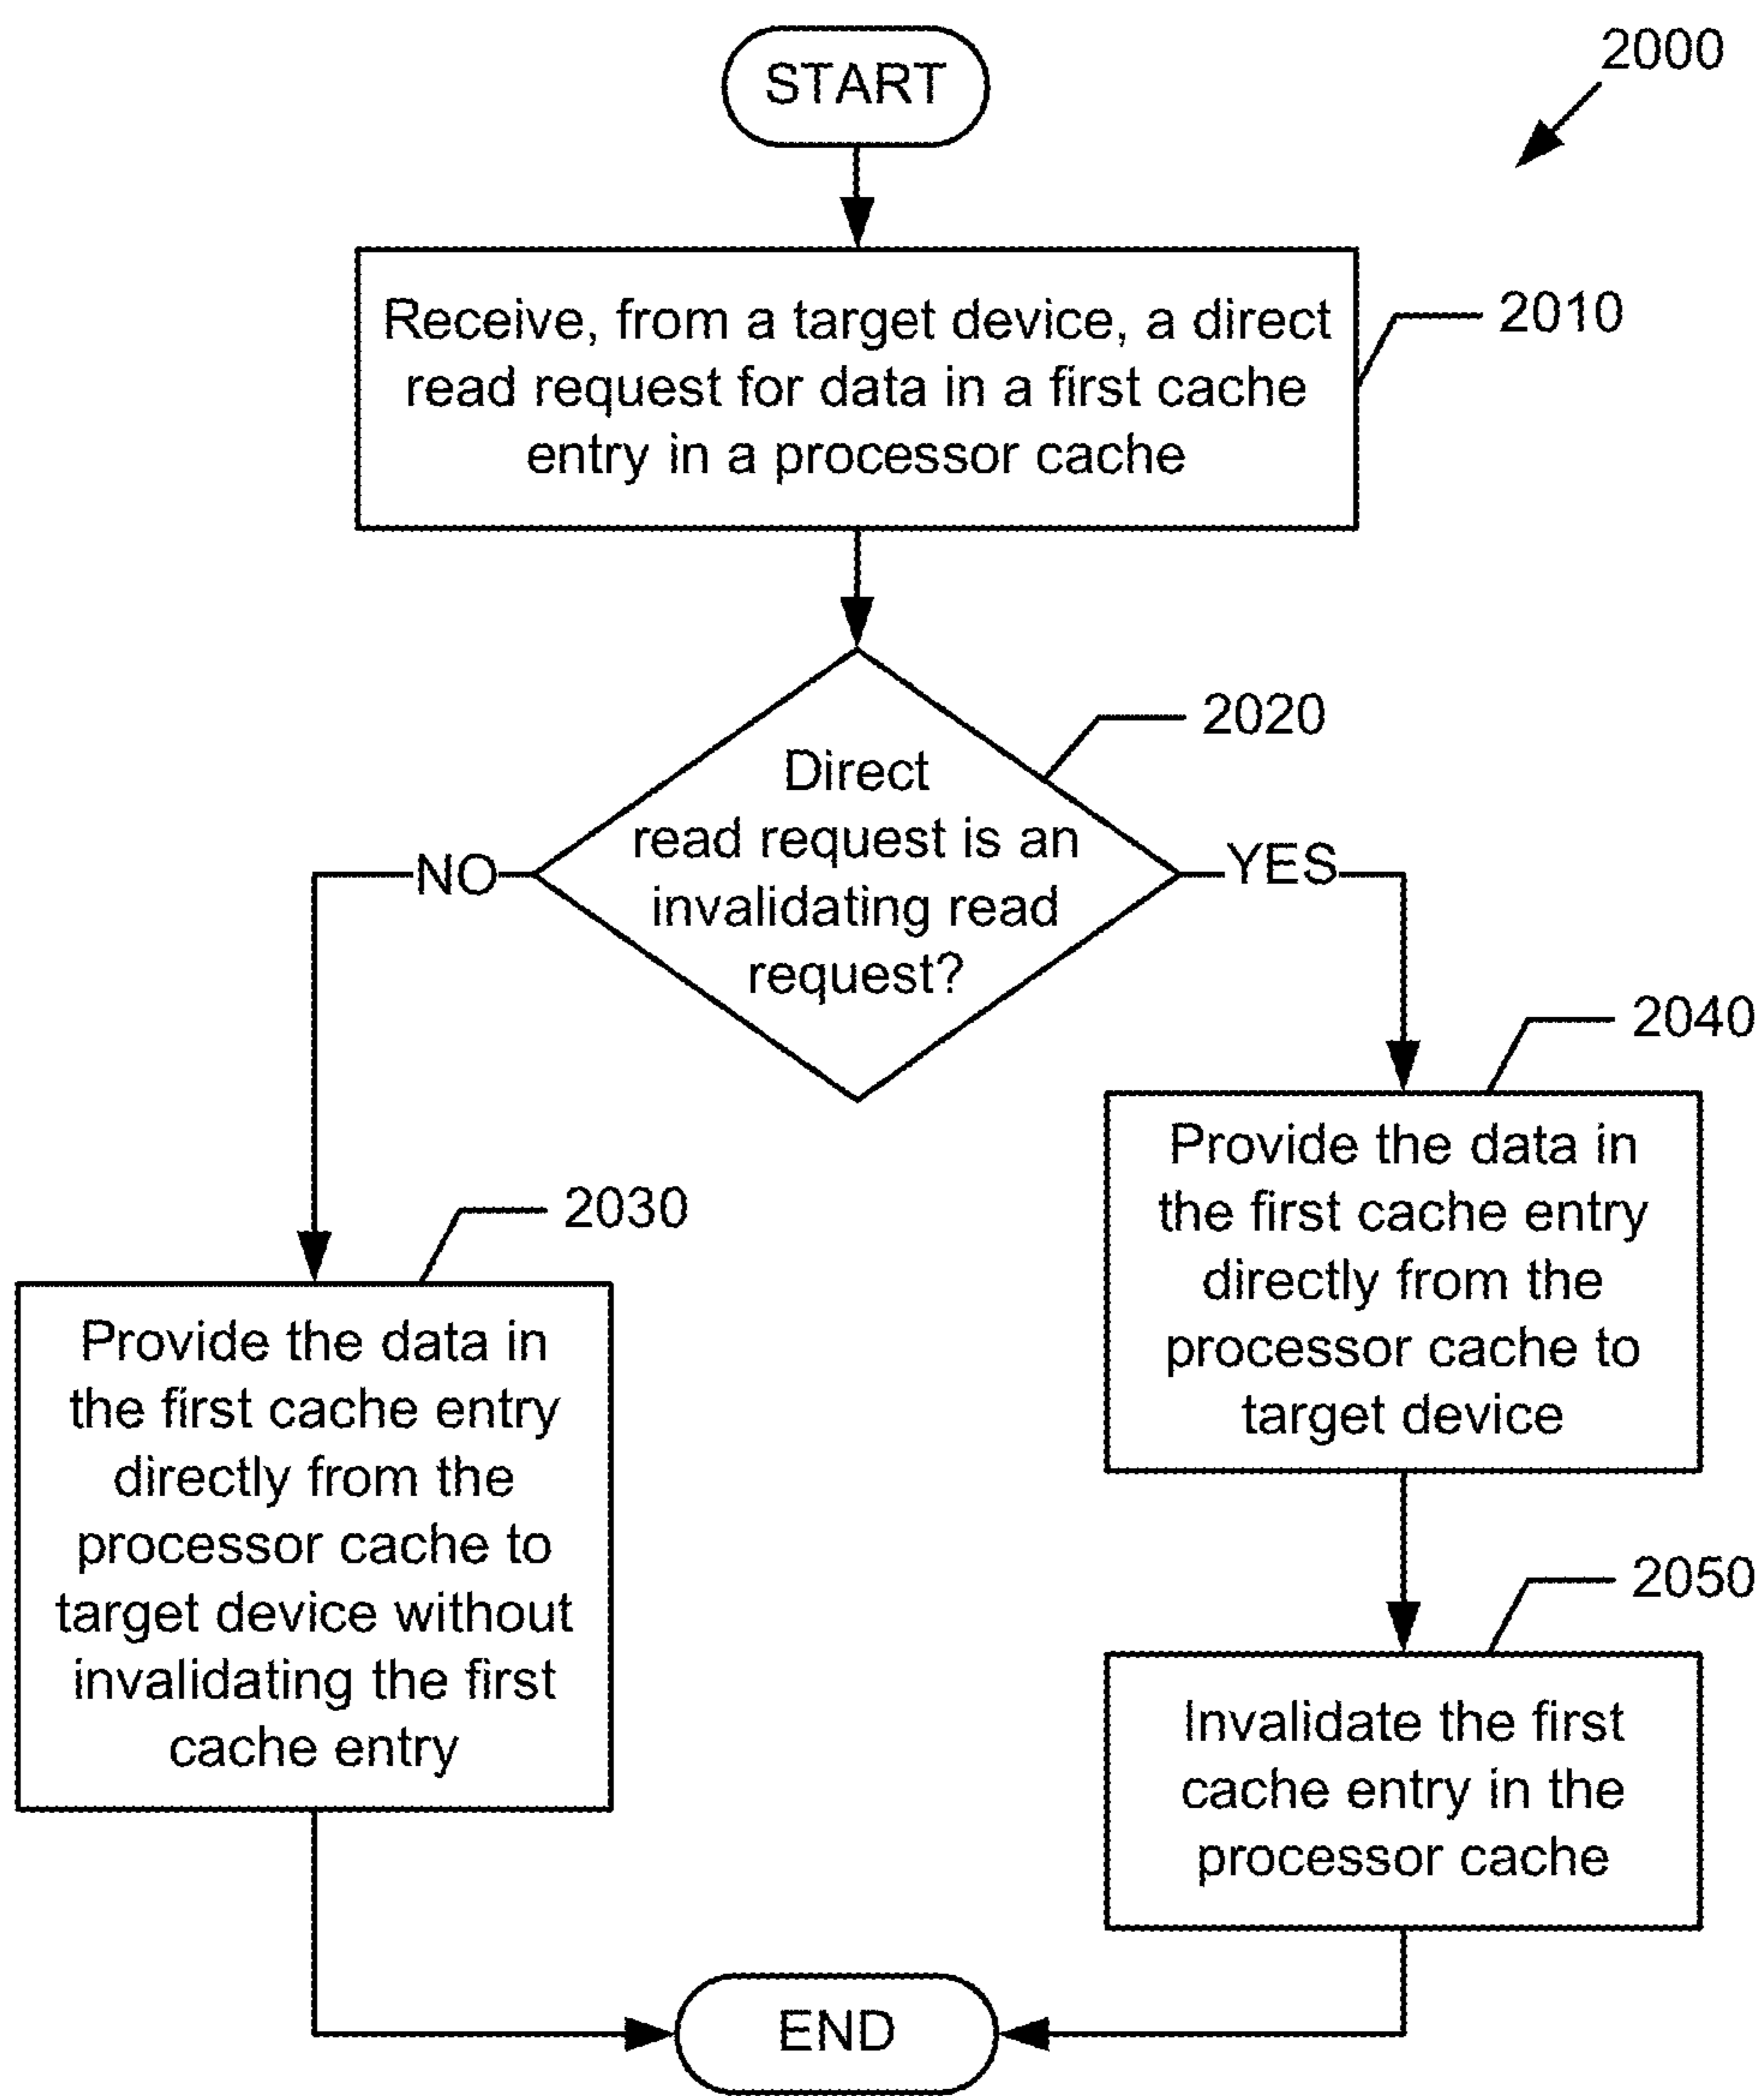 2000
START
Receive, from a target device, a direct
read request for data in a first cache
entry in a processor cache
2010
Direct
read request is an
invalidating read
request?
2020
NO
YES
2030
Provide the data in
the first cache entry
directly from the
processor cache to
target device without
invalidating the first
cache entry
2040
Provide the data in
the first cache entry
directly from the
processor cache to
target device
2050
Invalidate the first
cache entry in the
processor cache
END